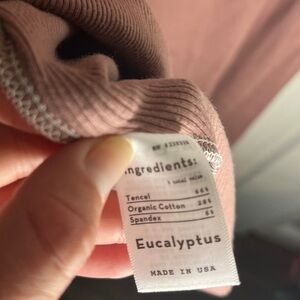 Ingredients:
Tencel 66%
Organic Cotton 28%
Spandex 6%
Eucalyptus
MADE IN USA